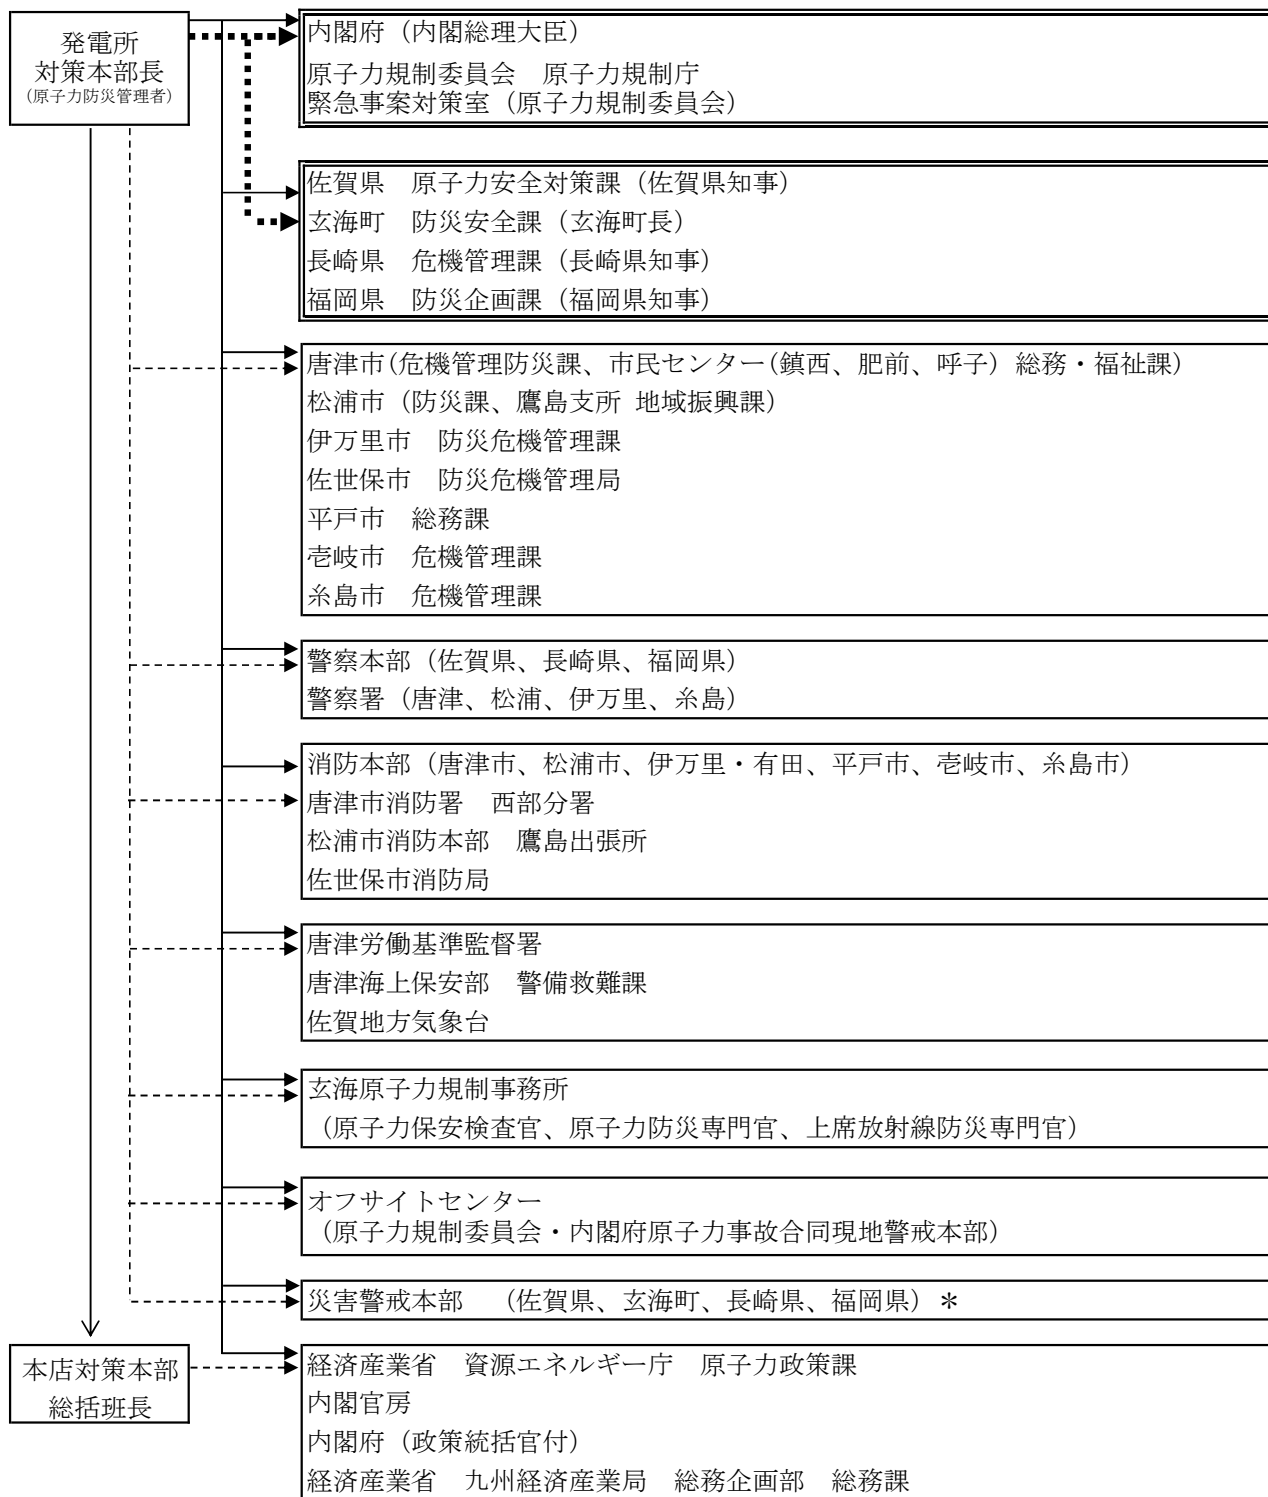 発電所
対策本部長
(原子力防災管理者)
内閣府（内閣総理大臣）
原子力規制委員会　原子力規制庁
緊急事案対策室（原子力規制委員会）
佐賀県　原子力安全対策課（佐賀県知事）
玄海町　防災安全課（玄海町長）
長崎県　危機管理課（長崎県知事）
福岡県　防災企画課（福岡県知事）
唐津市(危機管理防災課、市民センター(鎮西、肥前、呼子）総務・福祉課）
松浦市（防災課、鷹島支所 地域振興課）
伊万里市　防災危機管理課
佐世保市　防災危機管理局
平戸市　総務課
壱岐市　危機管理課
糸島市　危機管理課
警察本部（佐賀県、長崎県、福岡県）
警察署（唐津、松浦、伊万里、糸島）
消防本部（唐津市、松浦市、伊万里・有田、平戸市、壱岐市、糸島市）
唐津市消防署　西部分署
松浦市消防本部　鷹島出張所
佐世保市消防局
唐津労働基準監督署
唐津海上保安部　警備救難課
佐賀地方気象台
玄海原子力規制事務所
（原子力保安検査官、原子力防災専門官、上席放射線防災専門官）
オフサイトセンター
（原子力規制委員会・内閣府原子力事故合同現地警戒本部）
災害警戒本部　（佐賀県、玄海町、長崎県、福岡県）＊
本店対策本部
総括班長
経済産業省　資源エネルギー庁　原子力政策課
内閣官房
内閣府（政策統括官付）
経済産業省　九州経済産業局　総務企画部　総務課